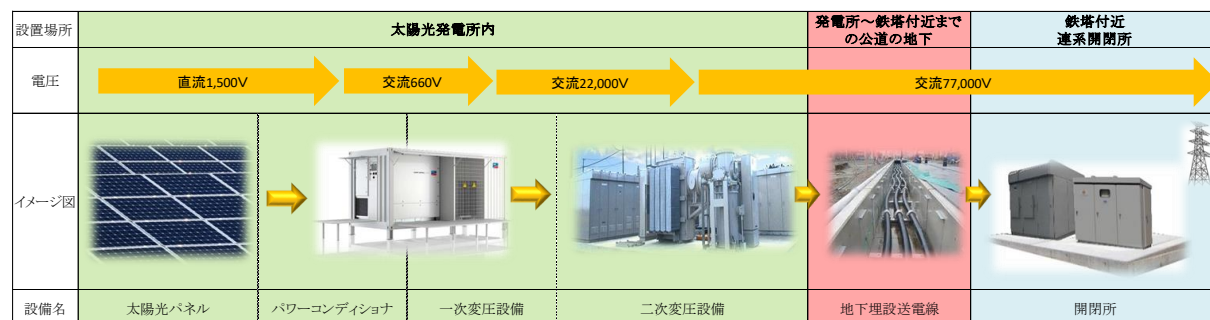 設置場所
太陽光発電所内
発電所～鉄塔付近まで
の公道の地下
鉄塔付近
連系開閉所
電圧
直流1,500V
交流660V
交流22,000V
交流77,000V
イメージ図
設備名
太陽光パネル
パワーコンディショナ
一次変圧設備
二次変圧設備
地下埋設送電線
開閉所